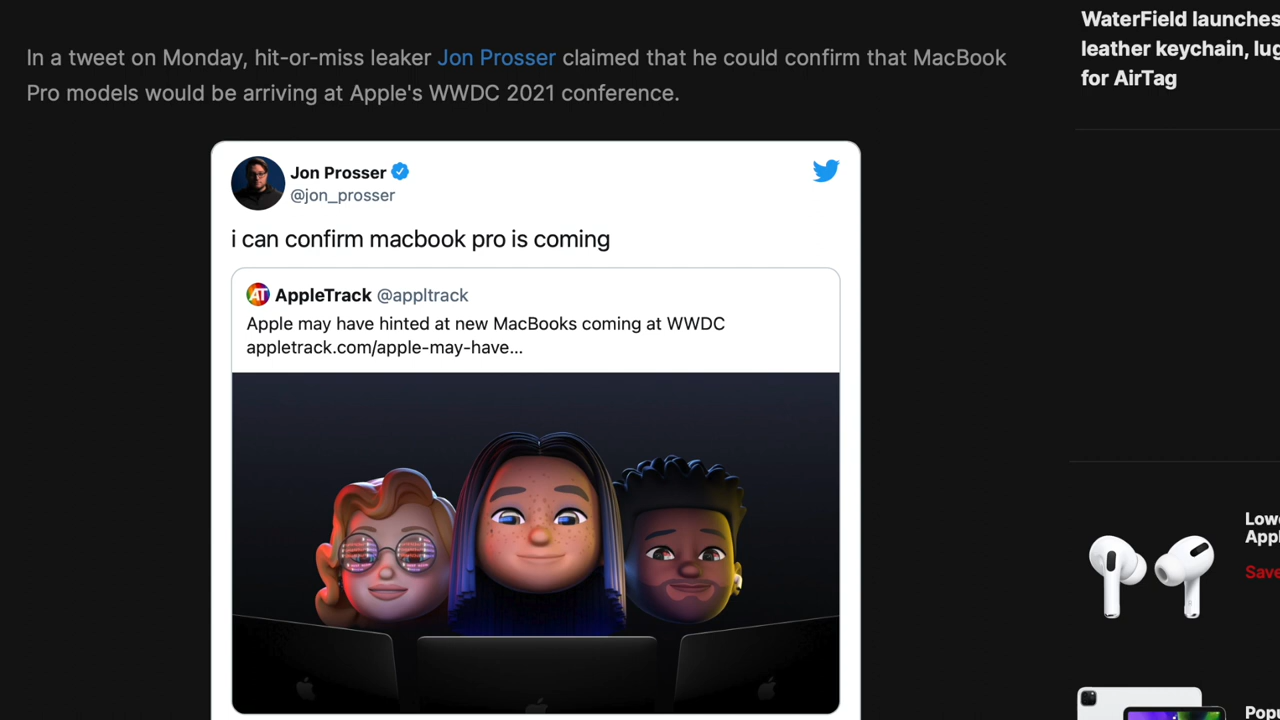 In a tweet on Monday, hit-or-miss leaker Jon Prosser claimed that he could confirm that MacBook
Pro models would be arriving at Apple's WWDC 2021 conference.
Jon Prosser
@jon_prosser
i can confirm macbook pro is coming
AT AppleTrack @appltrack
Apple may have hinted at new MacBooks coming at WWDC
appletrack.com/apple-may-have...
WaterField launches
leather keychain, lug
for AirTag
Lowe
Appl
Save
Popu